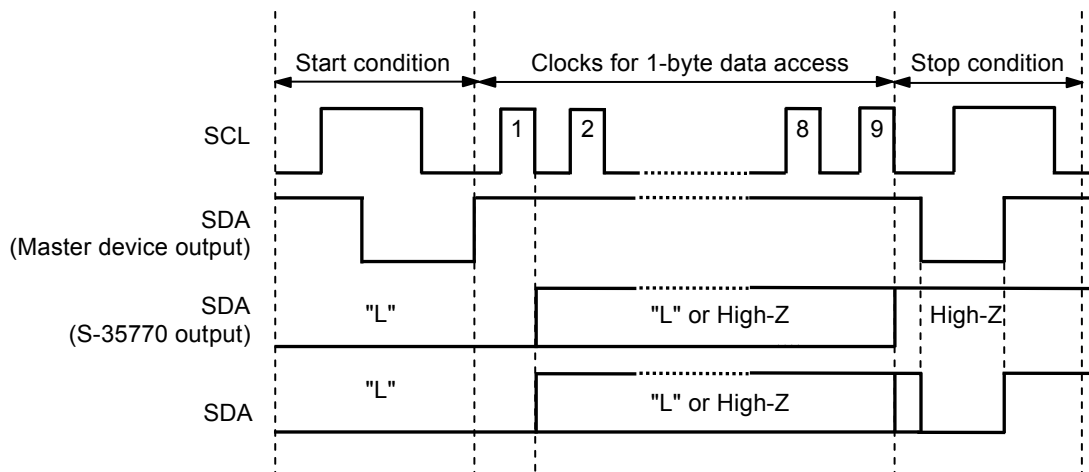 Start condition
Clocks for 1-byte data access
Stop condition
SCL
1
2
8
9
SDA
(Master device output)
SDA
(S-35770 output)
"L"
"L" or High-Z
High-Z
SDA
"L"
"L" or High-Z